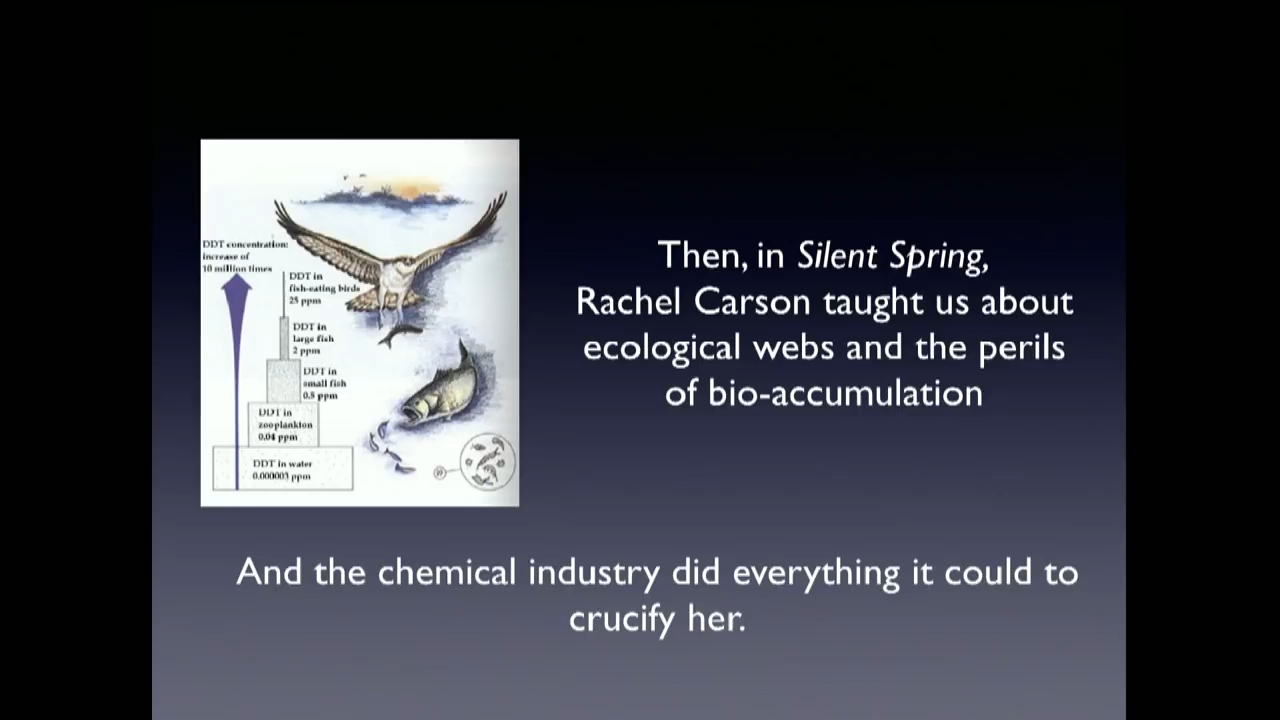 DDT concentration:
increase of
10 million times
DDT in
fish-eating birds
25 ppm
DDT in
large fish
2 ppm
DDT in
small fish
0.5 ppm
DDT in
zooplankton
0.04 ppm
DDT in water
0.000003 ppm
Then, in Silent Spring,
Rachel Carson taught us about
ecological webs and the perils
of bio-accumulation
And the chemical industry did everything it could to
crucify her.